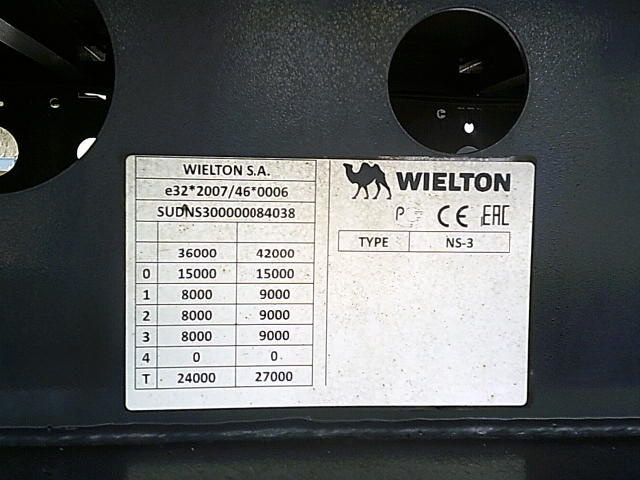 WIELTON S.A.
e32*2007/46*0006
SUDNS300000084038
36000 42000
0 15000 15000
1 8000 9000
2 8000 9000
3 8000 9000
4 0 0
T 24000 27000
WIELTON
CE EAC
TYPE NS-3